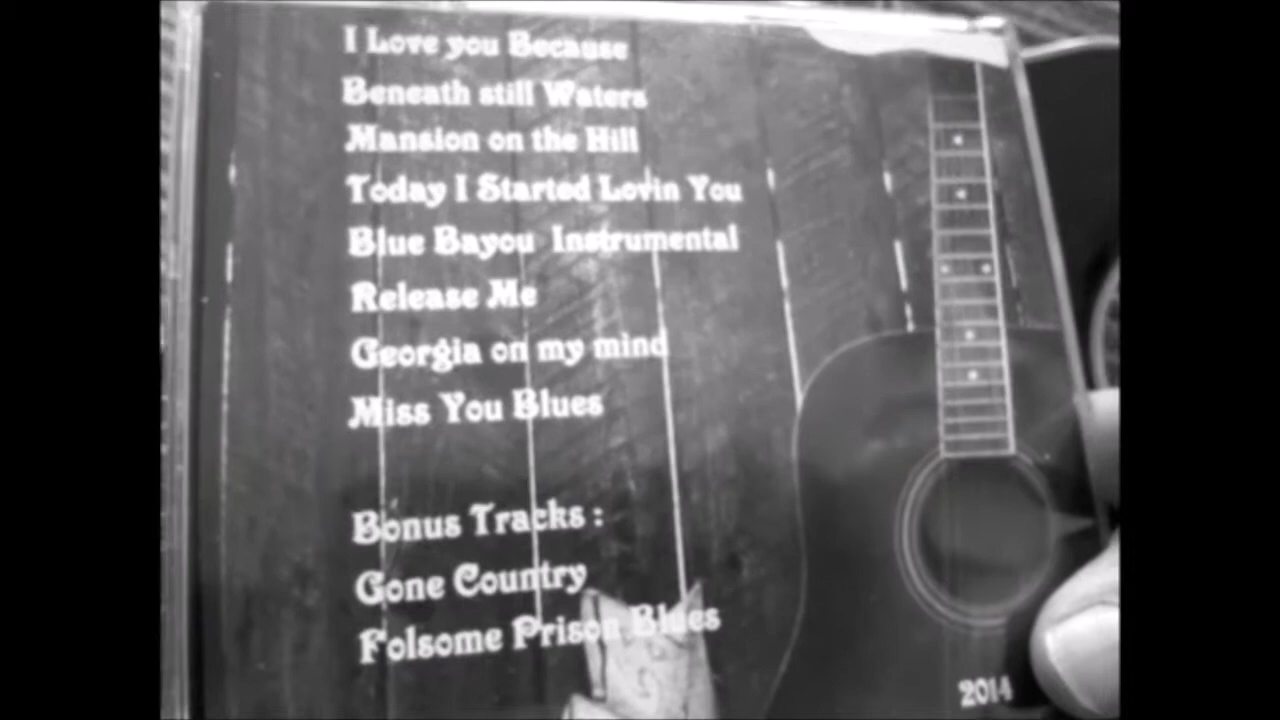 I Love you Because
Beneath still Waters
Mansion on the Hill
Today I Started Lovin You
Blue Bayou Instrumental
Release Me
Georgia on my mind
Miss You Blues
Bonus Tracks :
Gone Country
Folsome Prison Blues
2014